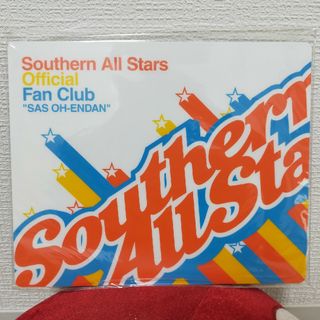 Southern All Stars
Official
Fan Club
"SAS OH-ENDAN"
Southern
All Sta